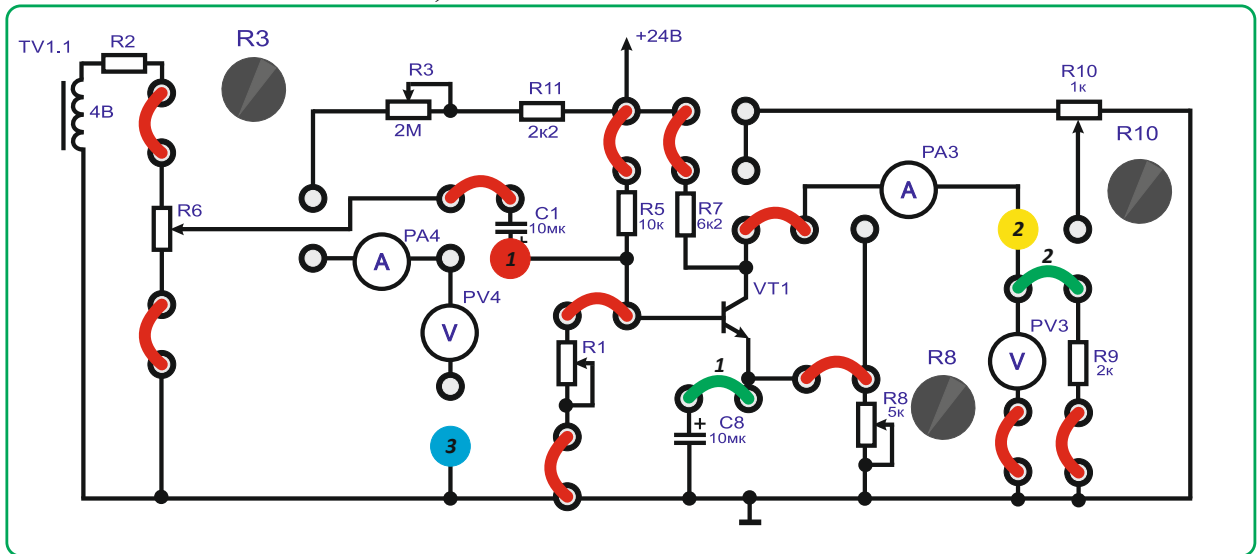 +24В
TV1.1
R2
R3
4В
R3
2М
R11
2к2
R10
1к
R10
R6
PA4
A
C1
10мк
+
1
R5
10к
R7
6к2
PA3
A
2
2
PV4
V
VT1
PV3
V
R1
R9
2к
1
R8
R8
5к
+
C8
10мк
3